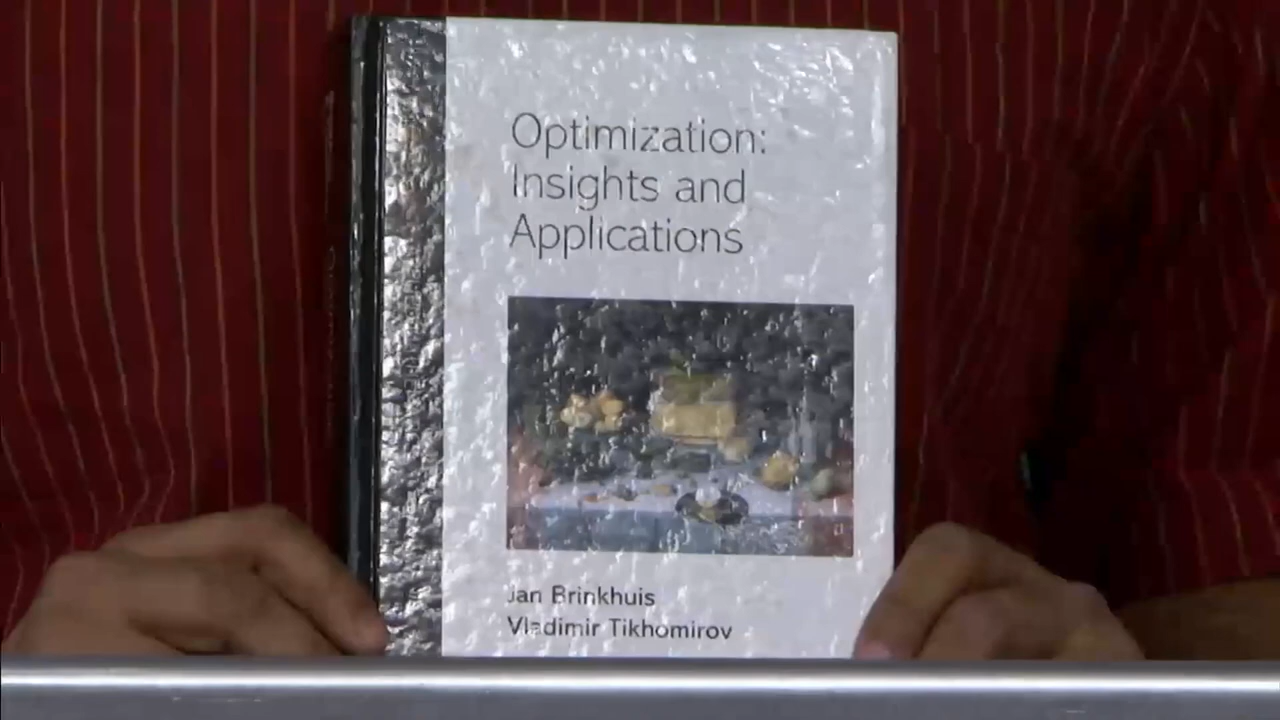 Optimization:
Insights and
Applications
Jan Brinkhuis
Vladimir Tikhomirov